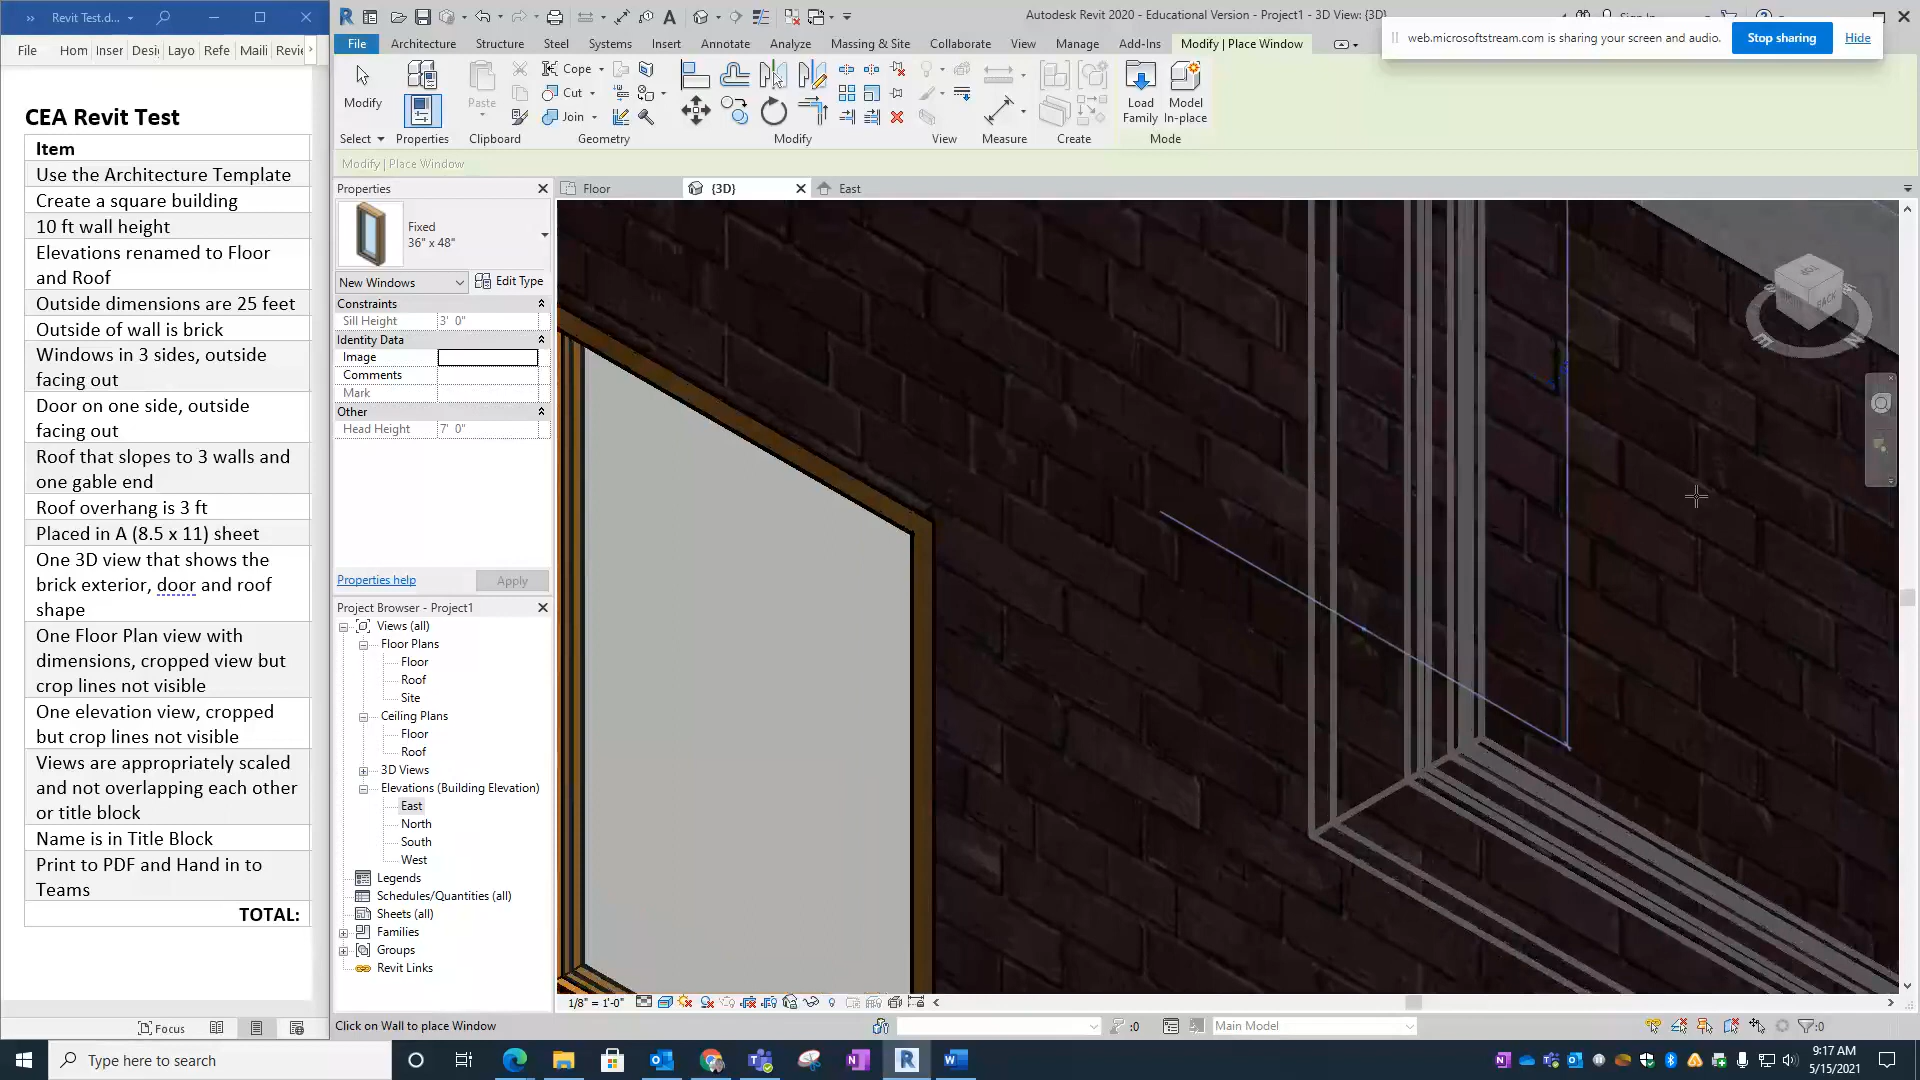 Revit Test.d...
Autodesk Revit 2020 - Educational Version - Project1 - 3D View: {3D}
web.microsoftstream.com is sharing your screen and audio.
Stop sharing
Hide
File
Hom
Inser
Desi
Layo
Refe
Maili
Revie
File
Architecture
Structure
Steel
Systems
Insert
Annotate
Analyze
Massing & Site
Collaborate
View
Manage
Add-Ins
Modify | Place Window
Modify
Paste
Cope
Cut
Join
Load
Family
Model
In-place
Select
Properties
Clipboard
Geometry
Modify
View
Measure
Create
Mode
Modify | Place Window
CEA Revit Test
Item
Use the Architecture Template
Create a square building
10 ft wall height
Elevations renamed to Floor
and Roof
Outside dimensions are 25 feet
Outside of wall is brick
Windows in 3 sides, outside
facing out
Door on one side, outside
facing out
Roof that slopes to 3 walls and
one gable end
Roof overhang is 3 ft
Placed in A (8.5 x 11) sheet
One 3D view that shows the
brick exterior, door and roof
shape
One Floor Plan view with
dimensions, cropped view but
crop lines not visible
One elevation view, cropped
but crop lines not visible
Views are appropriately scaled
and not overlapping each other
or title block
Name is in Title Block
Print to PDF and Hand in to
Teams
TOTAL:
Focus
Properties
Fixed
36" x 48"
New Windows
Edit Type
Constraints
Sill Height
3' 0"
Identity Data
Image
Comments
Mark
Other
Head Height
7' 0"
Properties help
Apply
Project Browser - Project1
Views (all)
Floor Plans
Floor
Roof
Site
Ceiling Plans
Floor
Roof
3D Views
Elevations (Building Elevation)
East
North
South
West
Legends
Schedules/Quantities (all)
Sheets (all)
Families
Groups
Revit Links
Floor
{3D}
East
TOP
BACK
1/8" = 1'-0"
Click on Wall to place Window
:0
Main Model
:0
Type here to search
9:17 AM
5/15/2021